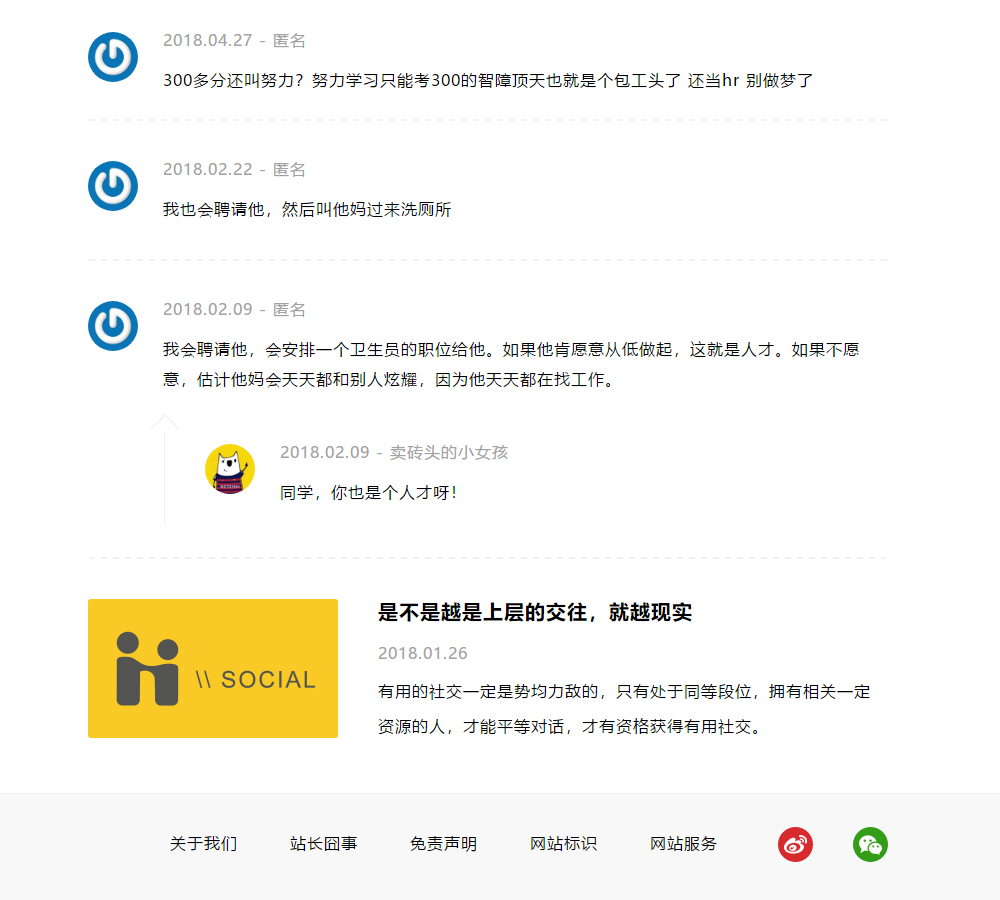 2018.04.27 - 匿名
300多分还叫努力？努力学习只能考300的智障顶天也就是个包工头了 还当hr 别做梦了
2018.02.22 - 匿名
我也会聘请他，然后叫他妈过来洗厕所
2018.02.09 - 匿名
我会聘请他，会安排一个卫生员的职位给他。如果他肯愿意从低做起，这就是人才。如果不愿
意，估计他妈会天天都和别人炫耀，因为他天天都在找工作。
2018.02.09 - 卖砖头的小女孩
同学，你也是个人才呀！
是不是越是上层的交往，就越现实
2018.01.26
\\ SOCIAL
有用的社交一定是势均力敌的，只有处于同等段位，拥有相关一定
资源的人，才能平等对话，才有资格获得有用社交。
关于我们 站长囧事 免责声明 网站标识 网站服务